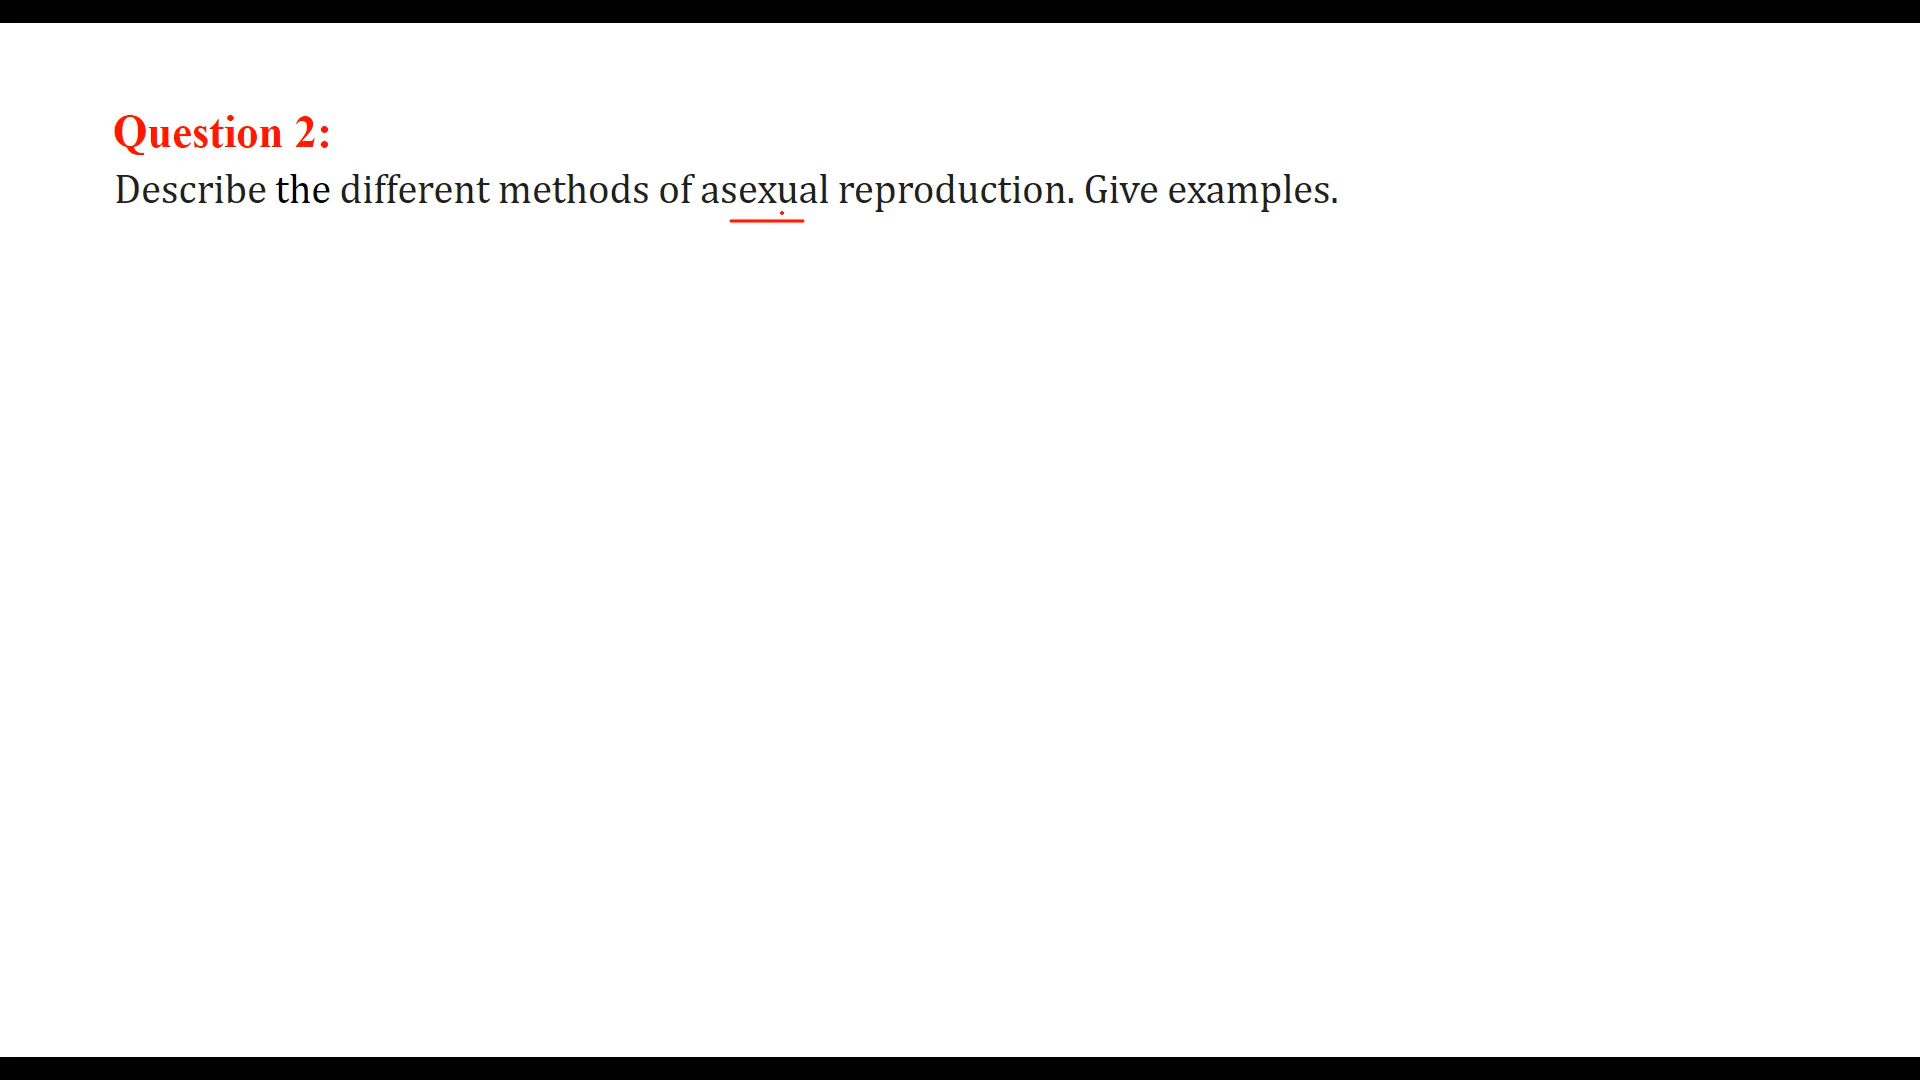 Question 2:
Describe the different methods of asexual reproduction. Give examples.